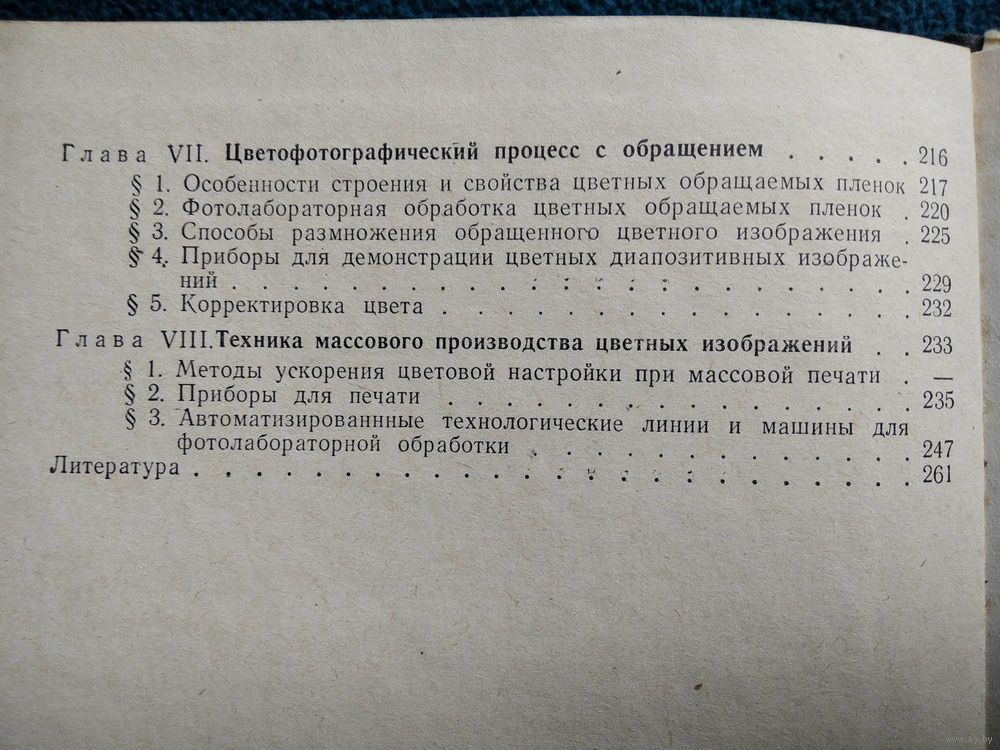 Глава VII. Цветофотографический процесс с обращением . . . . . 216
§ 1. Особенности строения и свойства цветных обращаемых пленок 217
§ 2. Фотолабораторная обработка цветных обращаемых пленок . 220
§ 3. Способы размножения обращенного цветного изображения . 225
§ 4. Приборы для демонстрации цветных диапозитивных изображе-
ний . . . . . . . . . . . . . . . . . 229
§ 5. Корректировка цвета . . . . . . . . . . . . . 232
Глава VIII. Техника массового производства цветных изображений . . 233
§ 1. Методы ускорения цветовой настройки при массовой печати . —
§ 2. Приборы для печати . . . . . . . . . . . . . 235
§ 3. Автоматизированнные технологические линии и машины для
фотолабораторной обработки . . . . . . . . . . 247
Литература . . . . . . . . . . . . . . . . . . . 261
www.ay.by